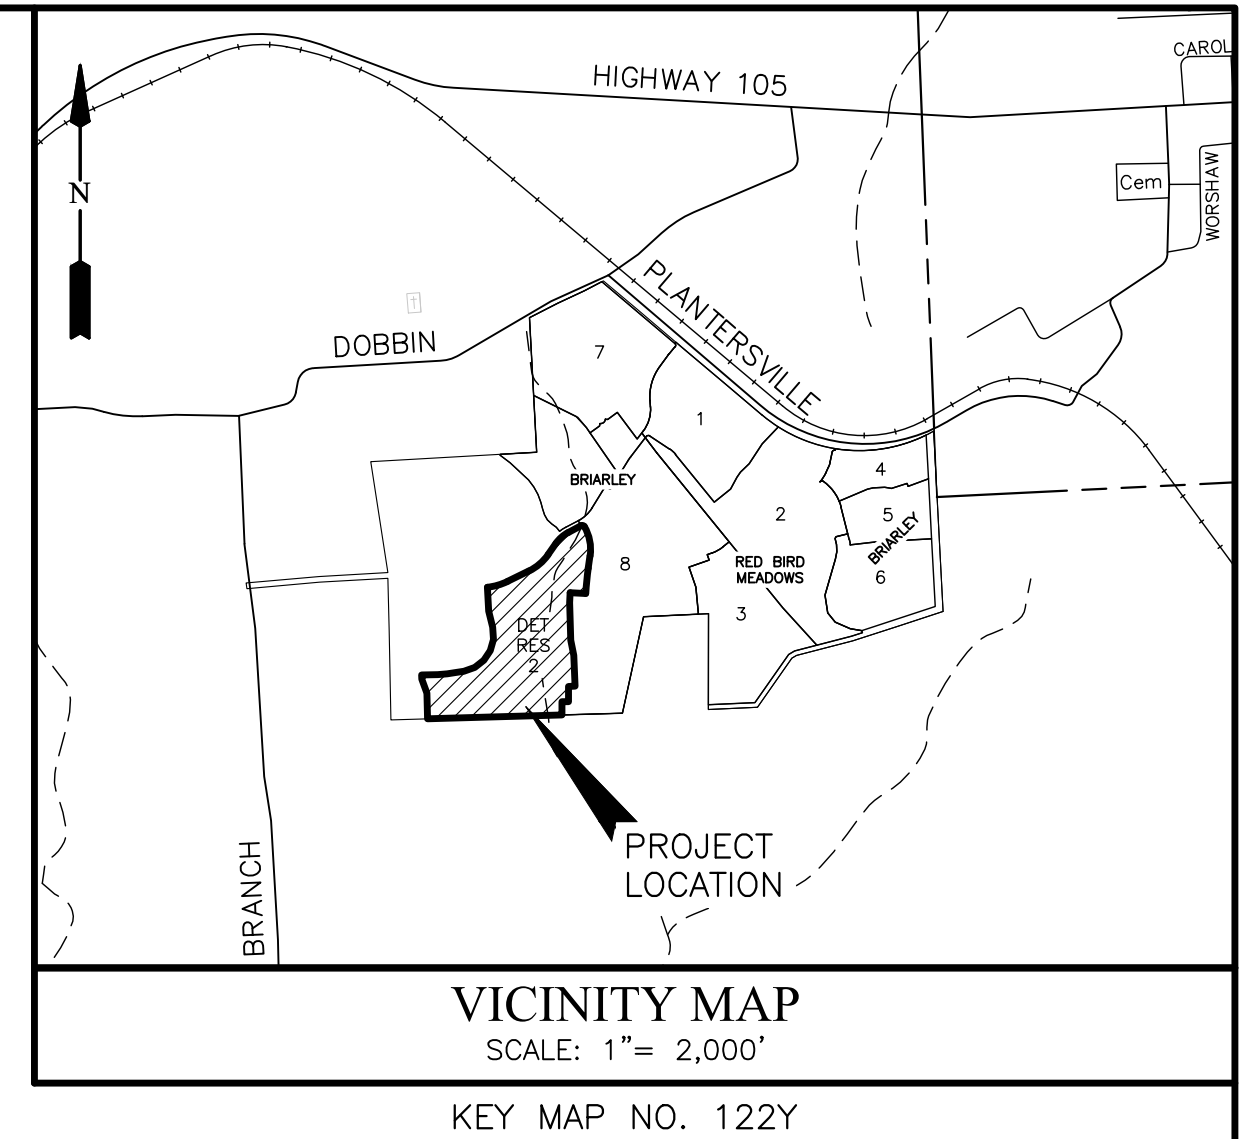 HIGHWAY 105
CAROL
N
Cem
WORSHAW
PLANTERSVILLE
DOBBIN
7
1
BRIARLEY
4
2
5
BRIARLEY
8
RED BIRD
MEADOWS
6
3
DET
RES
2
PROJECT
LOCATION
BRANCH
VICINITY MAP
SCALE: 1"= 2,000'
KEY MAP NO. 122Y